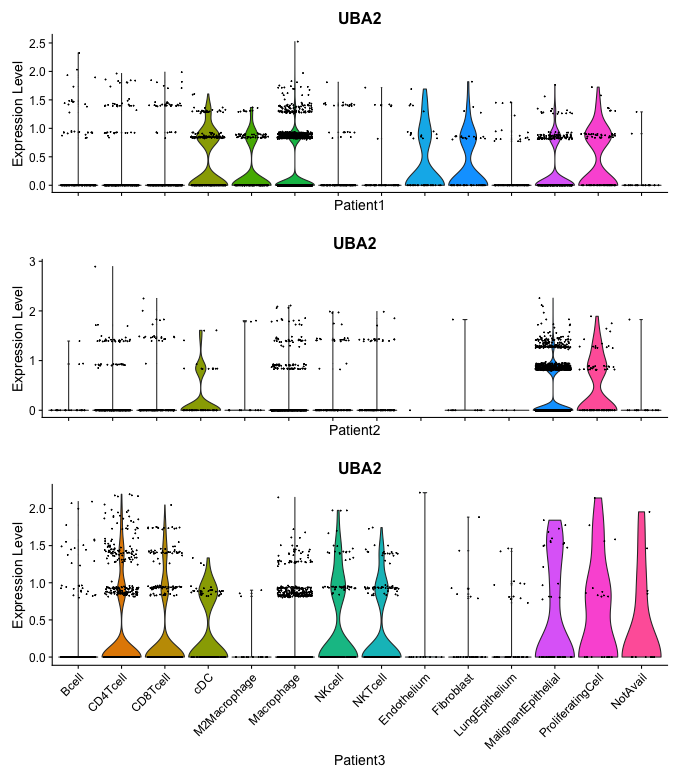 UBA2
Expression Level
2.5
2.0
1.5
1.0
0.5
0.0
Patient1
UBA2
Expression Level
3
2
1
0
Patient2
UBA2
Expression Level
2.0
1.5
1.0
0.5
0.0
Bcell
CD4Tcell
CD8Tcell
cDC
M2Macrophage
Macrophage
NKcell
NKTcell
Endothelium
Fibroblast
LungEpithelium
MalignantEpithelial
ProliferatingCell
NotAvail
Patient3